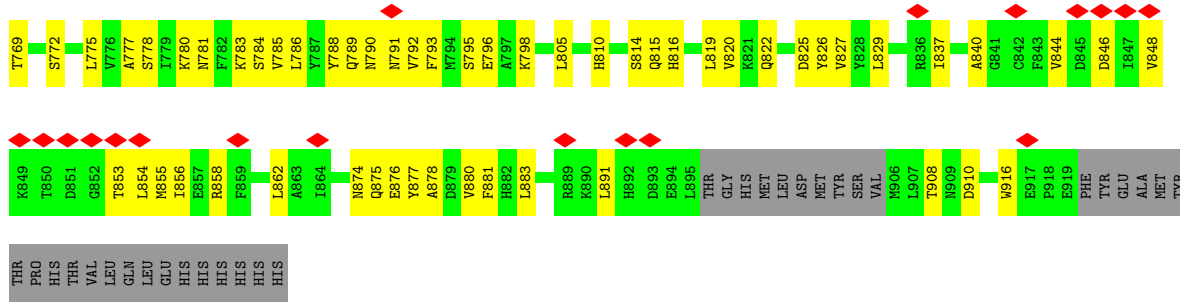 T769 S772 L775 V776 A777 S778 I779 K780 N781 F782 K783 S784 V785 L786 Y787 Y788 Q789 N790 N791 V792 F793 M794 S795 E796 A797 K798 L805 H810 S814 Q815 H816 L819 V820 K821 Q822 D825 Y826 V827 Y828 L829 R836 I837 A840 G841 C842 F843 V844 D845 D846 I847 V848
K849 T850 D851 G852 T853 L854 M855 I856 E857 R858 F859 L862 A863 I864 N874 Q875 E876 Y877 A878 D879 V880 F881 H882 L883 R889 K890 L891 H892 D893 E894 L895 THR GLY HIS MET LEU ASP MET TYR SER VAL M906 L907 T908 N909 D910 W916 E917 P918 E919 PHE TYR GLU ALA MET TYR
THR PRO HIS THR VAL LEU GLN LEU GLU HIS HIS HIS HIS HIS HIS